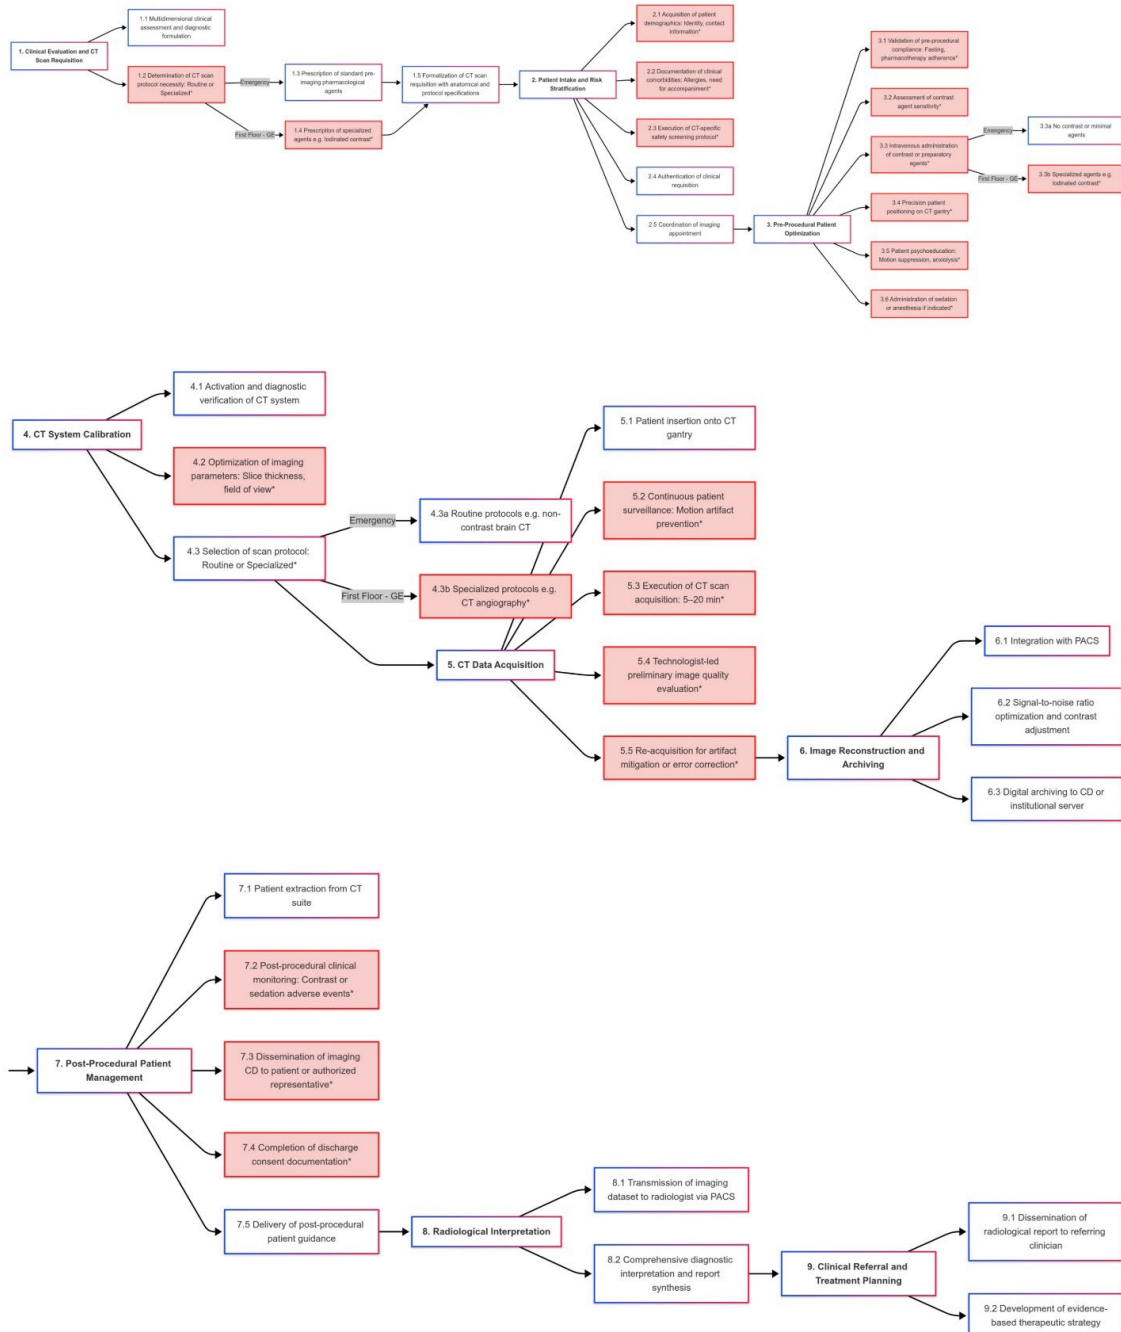 1. Clinical Evaluation and CT
Scan Requisition
1.1 Multidimensional clinical
assessment and diagnostic
formulation
1.2 Determination of CT scan
protocol necessity: Routine or
Specialized*
Emergency
First Floor - GE
1.3 Prescription of standard pre-
imaging pharmacological
agents
1.4 Prescription of specialized
agents e.g. Iodinated contrast*
1.5 Formalization of CT scan
requisition with anatomical and
protocol specifications
2. Patient Intake and Risk
Stratification
2.1 Acquisition of patient
demographics: Identity, contact
information*
2.2 Documentation of clinical
comorbidities: Allergies, need
for accompaniment*
2.3 Execution of CT-specific
safety screening protocol*
2.4 Authentication of clinical
requisition
2.5 Coordination of imaging
appointment
3. Pre-Procedural Patient
Optimization
3.1 Validation of pre-procedural
compliance: Fasting,
pharmacotherapy adherence*
3.2 Assessment of contrast
agent sensitivity*
3.3 Intravenous administration
of contrast or preparatory
agents*
Emergency
First Floor - GE
3.3a No contrast or minimal
agents
3.3b Specialized agents e.g.
Iodinated contrast*
3.4 Precision patient
positioning on CT gantry*
3.5 Patient psychoeducation:
Motion suppression, anxiolysis*
3.6 Administration of sedation
or anesthesia if indicated*
4. CT System Calibration
4.1 Activation and diagnostic
verification of CT system
4.2 Optimization of imaging
parameters: Slice thickness,
field of view*
4.3 Selection of scan protocol:
Routine or Specialized*
Emergency
First Floor - GE
4.3a Routine protocols e.g. non-
contrast brain CT
4.3b Specialized protocols e.g.
CT angiography*
5. CT Data Acquisition
5.1 Patient insertion onto CT
gantry
5.2 Continuous patient
surveillance: Motion artifact
prevention*
5.3 Execution of CT scan
acquisition: 5–20 min*
5.4 Technologist-led
preliminary image quality
evaluation*
5.5 Re-acquisition for artifact
mitigation or error correction*
6. Image Reconstruction and
Archiving
6.1 Integration with PACS
6.2 Signal-to-noise ratio
optimization and contrast
adjustment
6.3 Digital archiving to CD or
institutional server
7. Post-Procedural Patient
Management
7.1 Patient extraction from CT
suite
7.2 Post-procedural clinical
monitoring: Contrast or
sedation adverse events*
7.3 Dissemination of imaging
CD to patient or authorized
representative*
7.4 Completion of discharge
consent documentation*
7.5 Delivery of post-procedural
patient guidance
8. Radiological Interpretation
8.1 Transmission of imaging
dataset to radiologist via PACS
8.2 Comprehensive diagnostic
interpretation and report
synthesis
9. Clinical Referral and
Treatment Planning
9.1 Dissemination of
radiological report to referring
clinician
9.2 Development of evidence-
based therapeutic strategy